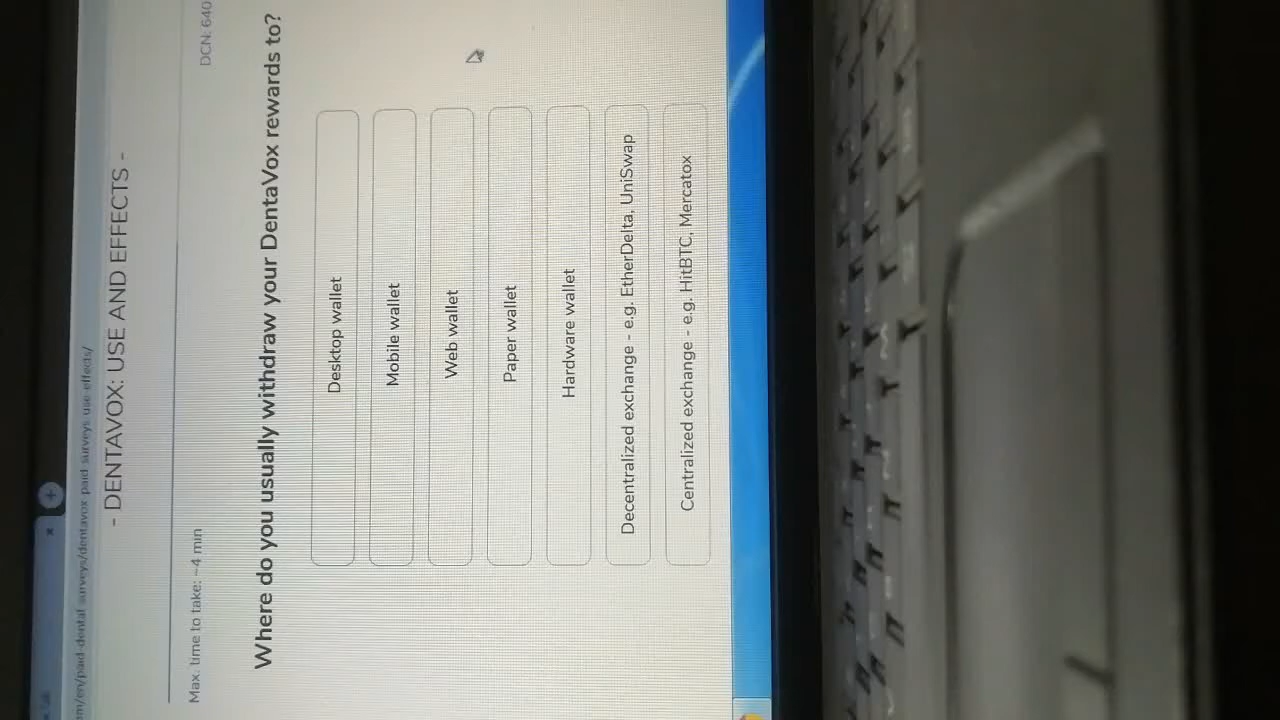 m/en/paid-dental-surveys/dentavox-paid-surveys-use-effects/
- DENTAVOX: USE AND EFFECTS -
Max. time to take: ~4 min
DCN: 640
Where do you usually withdraw your DentaVox rewards to?
Desktop wallet
Mobile wallet
Web wallet
Paper wallet
Hardware wallet
Decentralized exchange - e.g. EtherDelta, UniSwap
Centralized exchange - e.g. HitBTC, Mercatox